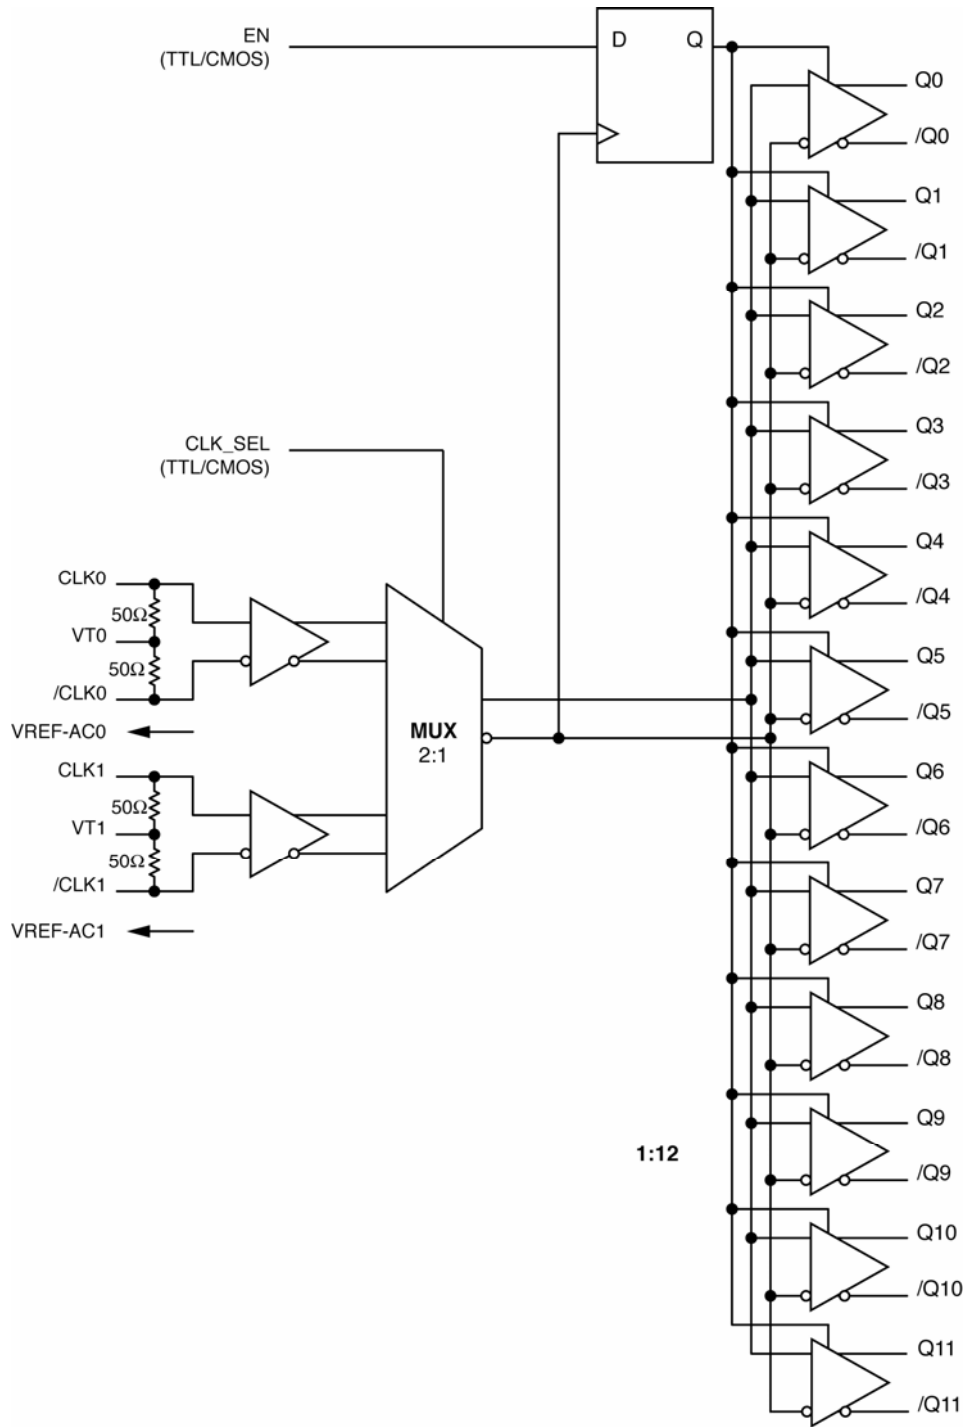 EN
(TTL/CMOS)
D
Q
Q0
/Q0
Q1
/Q1
Q2
/Q2
Q3
/Q3
CLK_SEL
(TTL/CMOS)
Q4
/Q4
CLK0
50Ω
VT0
50Ω
/CLK0
VREF-AC0
CLK1
50Ω
VT1
50Ω
/CLK1
VREF-AC1
MUX
2:1
Q5
/Q5
Q6
/Q6
Q7
/Q7
Q8
/Q8
1:12
Q9
/Q9
Q10
/Q10
Q11
/Q11